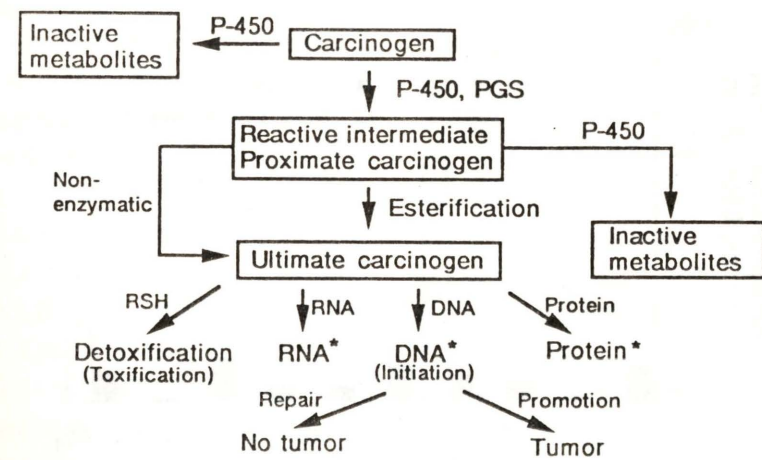 P-450
Inactive
metabolites
Carcinogen
P-450, PGS
Reactive intermediate
Proximate carcinogen
P-450
Non-
enzymatic
Esterification
Inactive
metabolites
Ultimate carcinogen
RSH
RNA
DNA
Protein
Detoxification
(Toxification)
RNA*
DNA*
(Initiation)
Protein*
Repair
Promotion
No tumor
Tumor